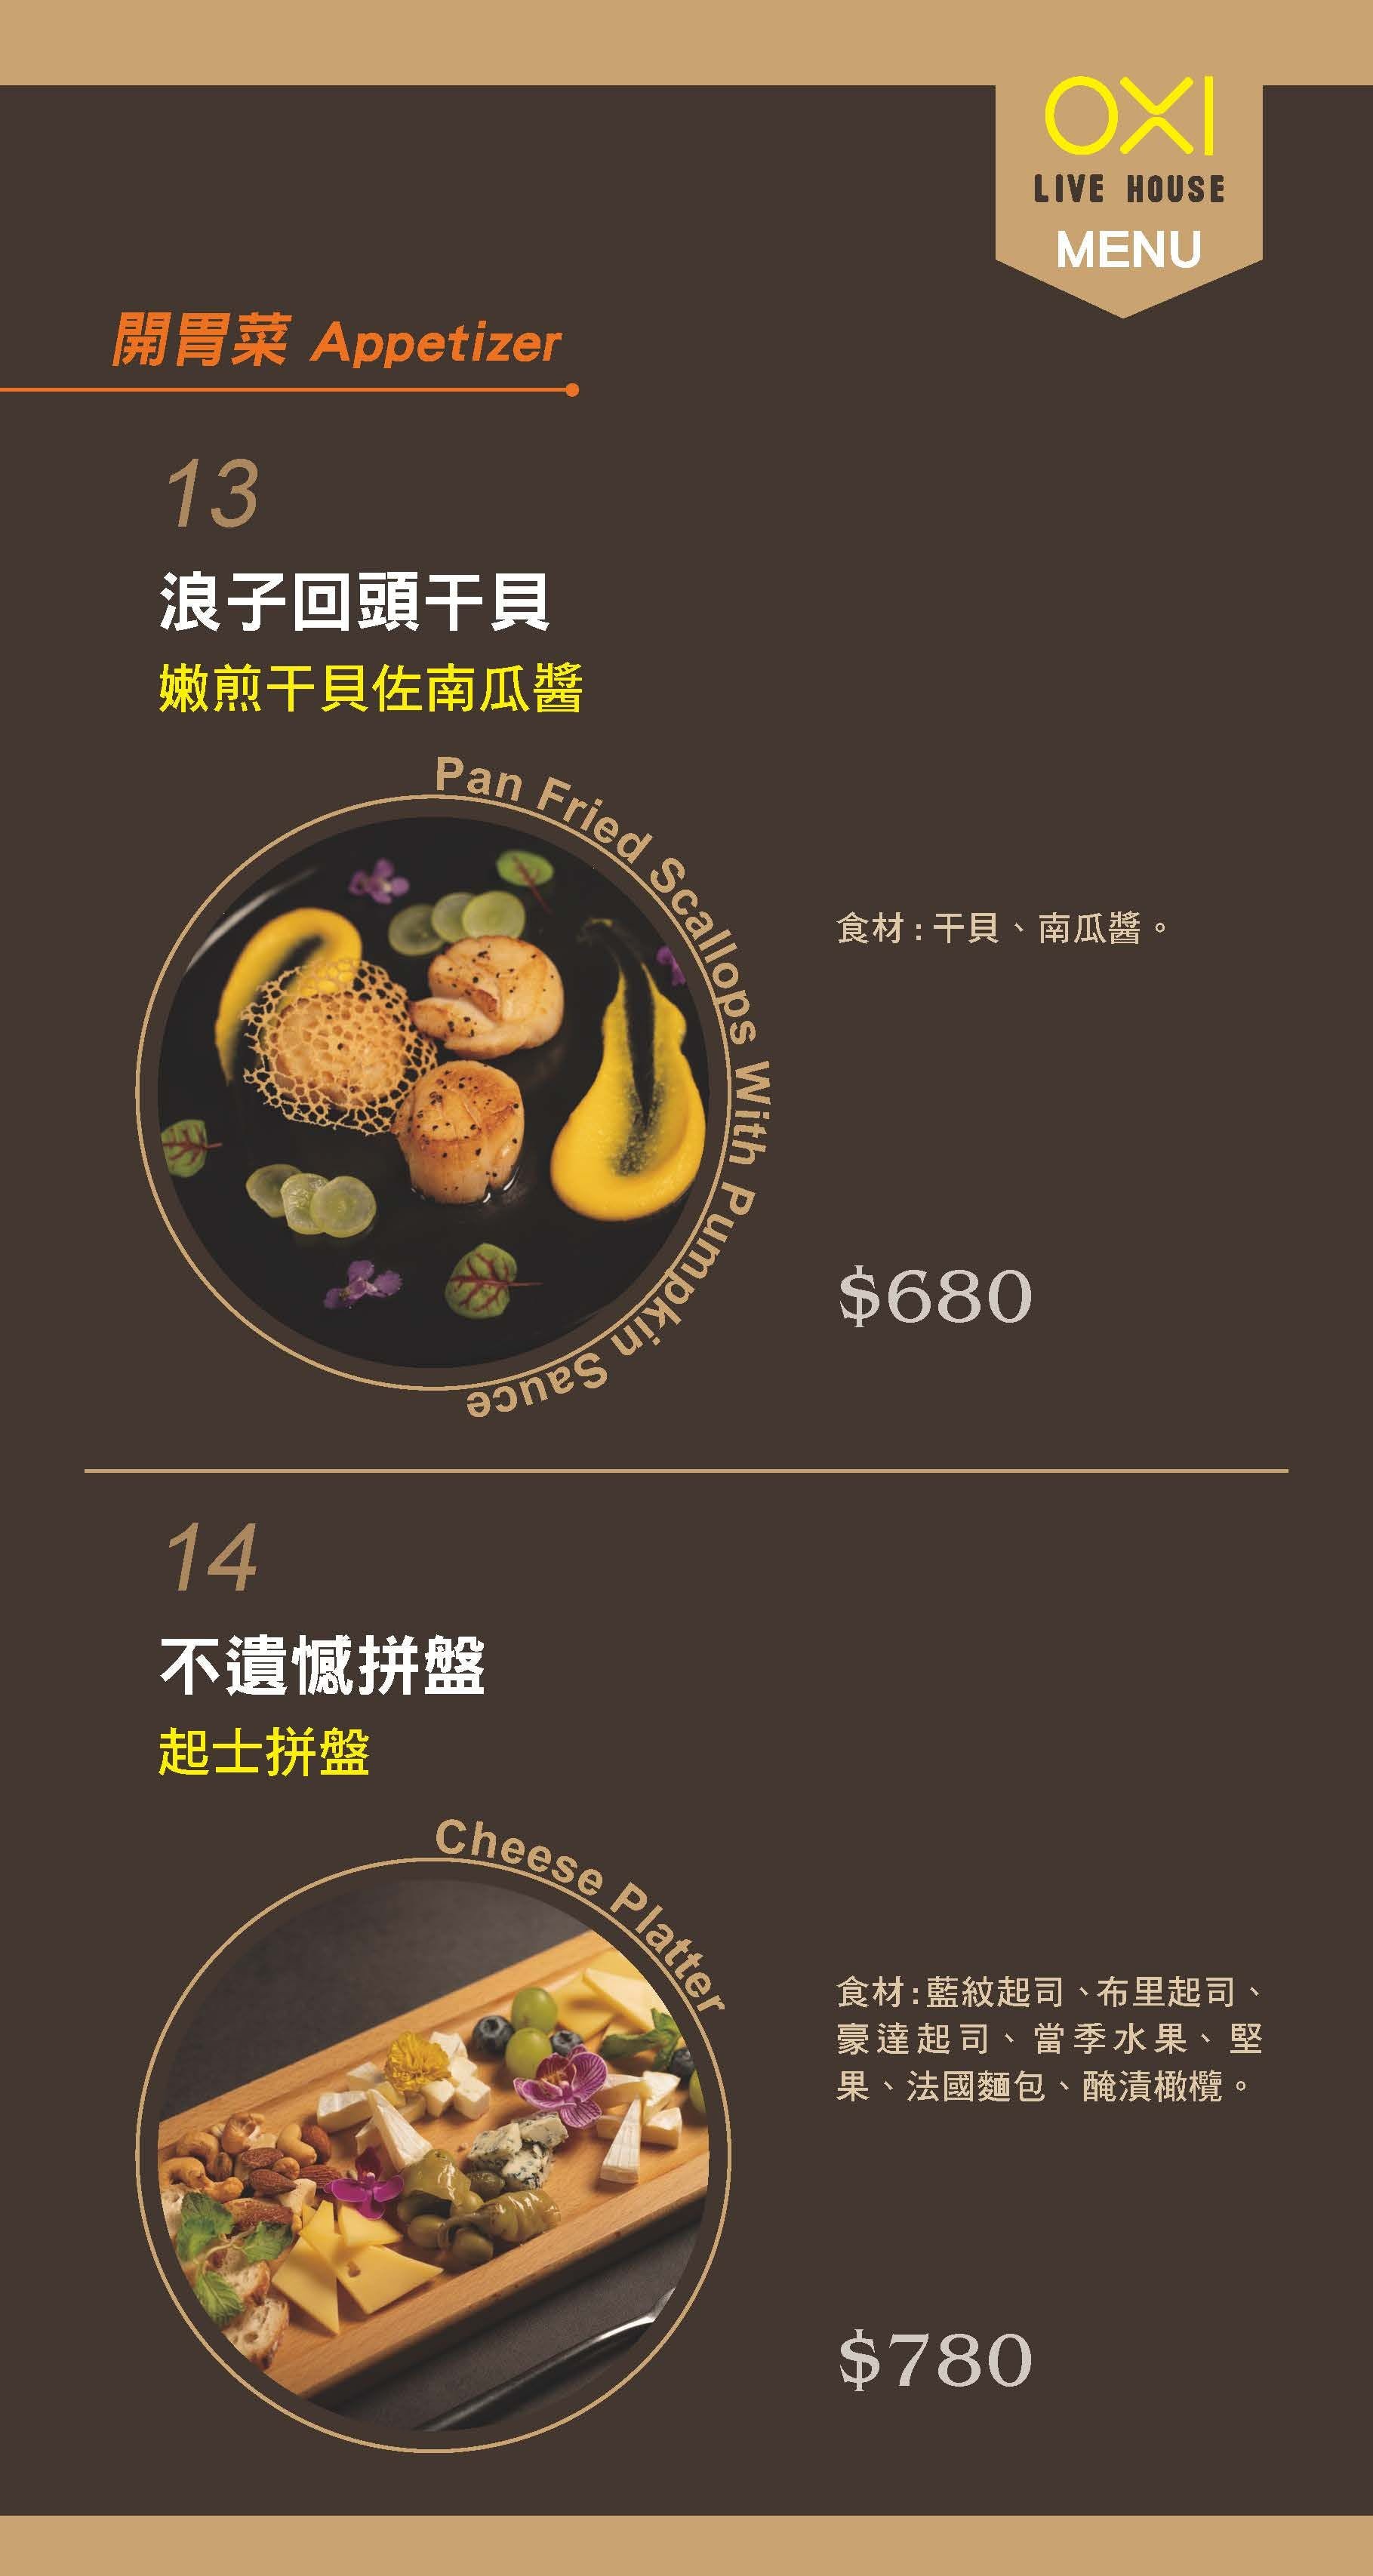 OXI
LIVE HOUSE
MENU
開胃菜 Appetizer
13
浪子回頭干貝
嫩煎干貝佐南瓜醬
Pan Fried Scallops With Pumpkin Sauce
食材:干貝、南瓜醬。
$680
14
不遺憾拼盤
起士拼盤
Cheese Platter
食材:藍紋起司、布里起司、
豪達起司、當季水果、堅
果、法國麵包、醃漬橄欖。
$780